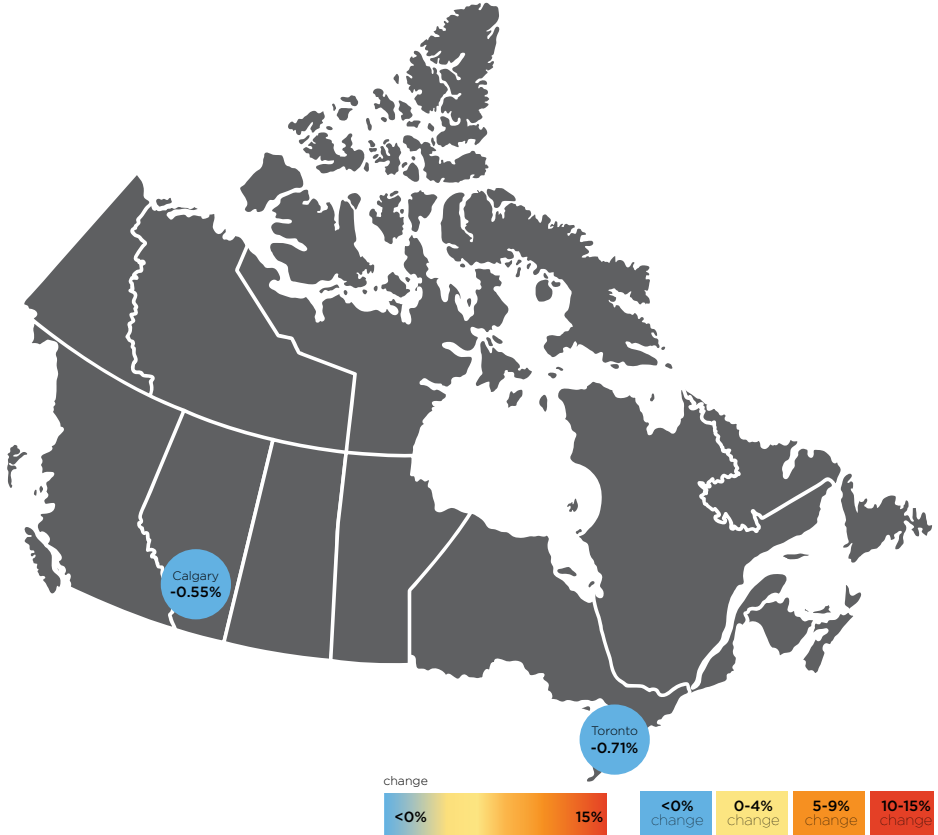 Calgary
-0.55%
Toronto
-0.71%
change
<0%
15%
<0%
change
0-4%
change
5-9%
change
10-15%
change